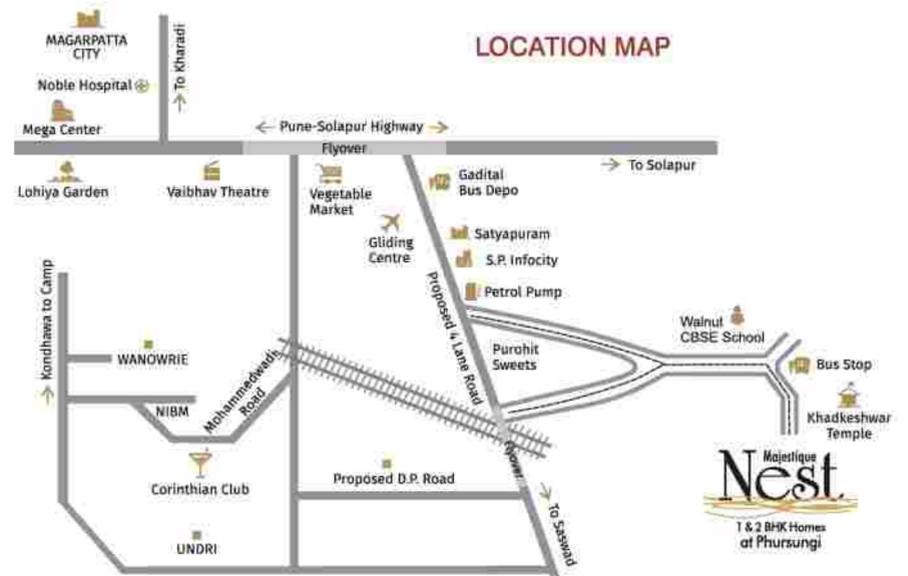 LOCATION MAP
MAGARPATTA
CITY
Noble Hospital
To Kharadi
Mega Center
Pune-Solapur Highway
Flyover
To Solapur
Lohiya Garden
Vaibhav Theatre
Vegetable
Market
Gadital
Bus Depo
Gliding
Centre
Satyapuram
S.P. Infocity
Petrol Pump
Kondhawa to Camp
Proposed 4 Lane Road
Walnut
CBSE School
WANOWRIE
Purohit
Sweets
Bus Stop
Mohammedwadh
Road
NIBM
Khadkeshwar
Temple
Flyover
Corinthian Club
Proposed D.P. Road
Majestique
Nest
1 & 2 BHK Homes
at Phursungi
To Saswad
UNDRI